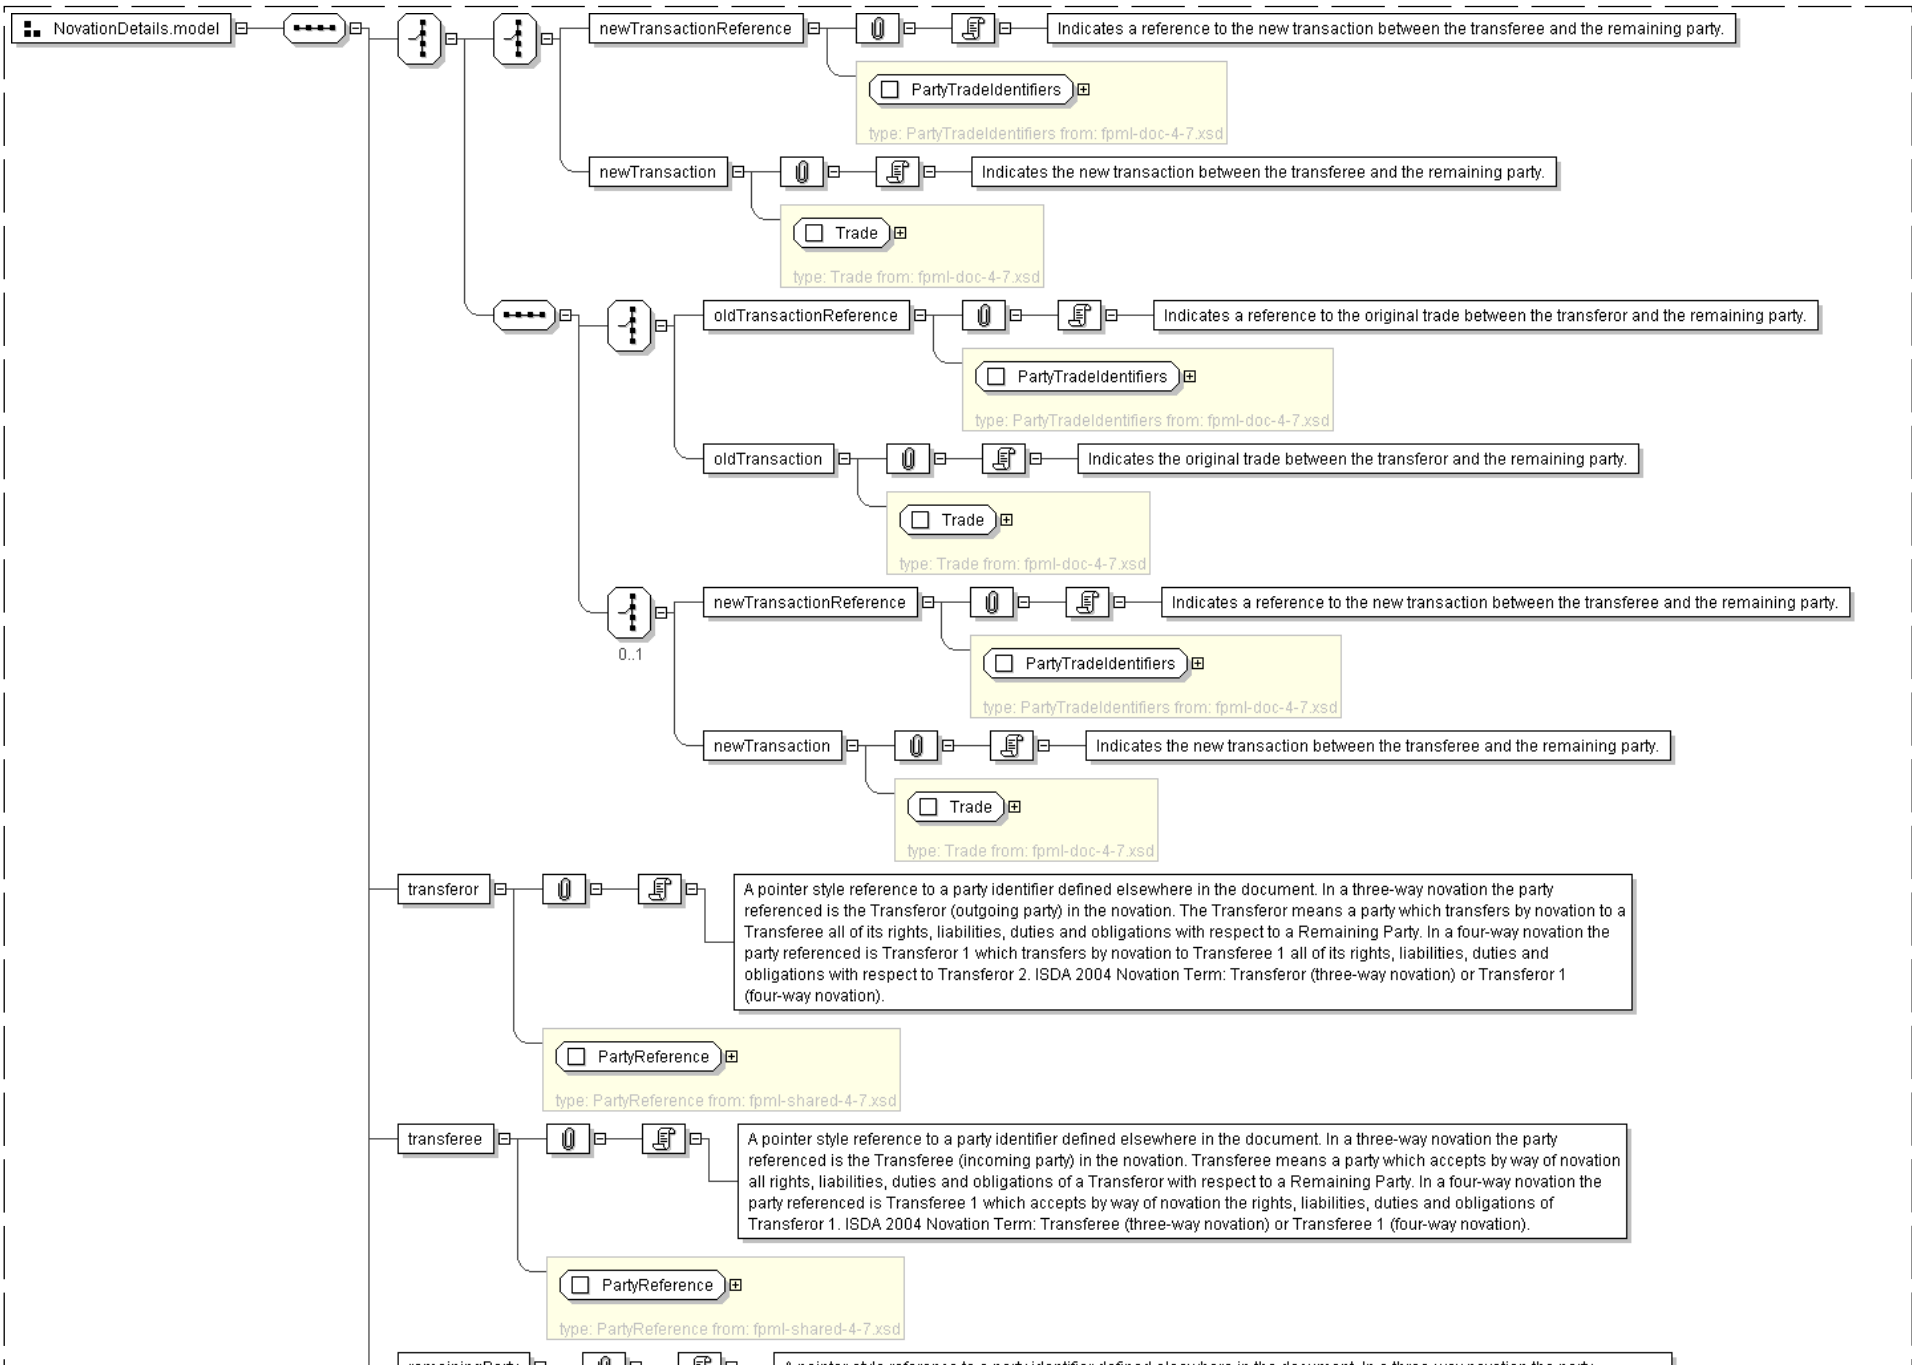 NovationDetails.model
newTransactionReference
Indicates a reference to the new transaction between the transferee and the remaining party.
PartyTradeIdentifiers
type: PartyTradeIdentifiers from: fpml-doc-4-7.xsd
newTransaction
Indicates the new transaction between the transferee and the remaining party.
Trade
type: Trade from: fpml-doc-4-7.xsd
oldTransactionReference
Indicates a reference to the original trade between the transferor and the remaining party.
PartyTradeIdentifiers
type: PartyTradeIdentifiers from: fpml-doc-4-7.xsd
oldTransaction
Indicates the original trade between the transferor and the remaining party.
Trade
type: Trade from: fpml-doc-4-7.xsd
newTransactionReference
Indicates a reference to the new transaction between the transferee and the remaining party.
0..1
PartyTradeIdentifiers
type: PartyTradeIdentifiers from: fpml-doc-4-7.xsd
newTransaction
Indicates the new transaction between the transferee and the remaining party.
Trade
type: Trade from: fpml-doc-4-7.xsd
transferor
A pointer style reference to a party identifier defined elsewhere in the document. In a three-way novation the party
referenced is the Transferor (outgoing party) in the novation. The Transferor means a party which transfers by novation to a
Transferee all of its rights, liabilities, duties and obligations with respect to a Remaining Party. In a four-way novation the
party referenced is Transferor 1 which transfers by novation to Transferee 1 all of its rights, liabilities, duties and
obligations with respect to Transferor 2. ISDA 2004 Novation Term: Transferor (three-way novation) or Transferor 1
(four-way novation).
PartyReference
type: PartyReference from: fpml-shared-4-7.xsd
transferee
A pointer style reference to a party identifier defined elsewhere in the document. In a three-way novation the party
referenced is the Transferee (incoming party) in the novation. Transferee means a party which accepts by way of novation
all rights, liabilities, duties and obligations of a Transferor with respect to a Remaining Party. In a four-way novation the
party referenced is Transferee 1 which accepts by way of novation the rights, liabilities, duties and obligations of
Transferor 1. ISDA 2004 Novation Term: Transferee (three-way novation) or Transferee 1 (four-way novation).
PartyReference
type: PartyReference from: fpml-shared-4-7.xsd